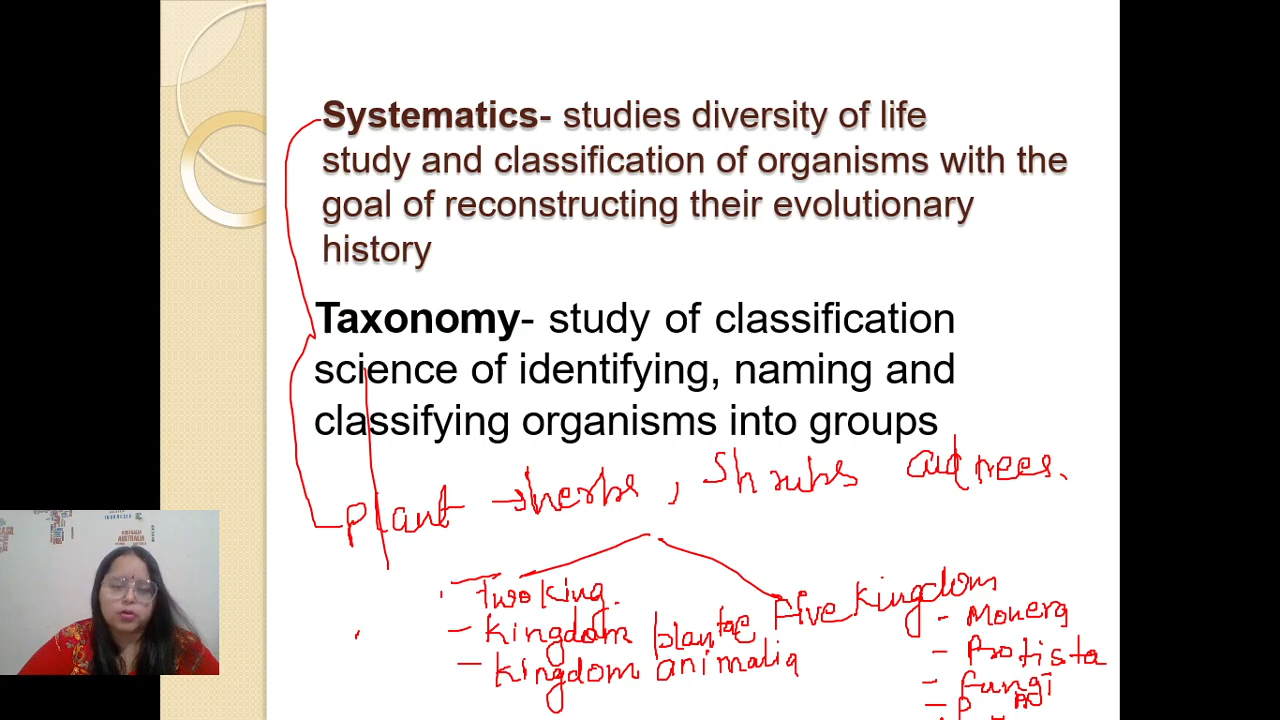 Systematics- studies diversity of life
study and classification of organisms with the
goal of reconstructing their evolutionary
history
Taxonomy- study of classification
science of identifying, naming and
classifying organisms into groups
Plant → herbs, Shrubs and trees.
Two king.
- kingdom plantae
- kingdom animalia
Five kingdom
- Monera
- Protista
- Fungi